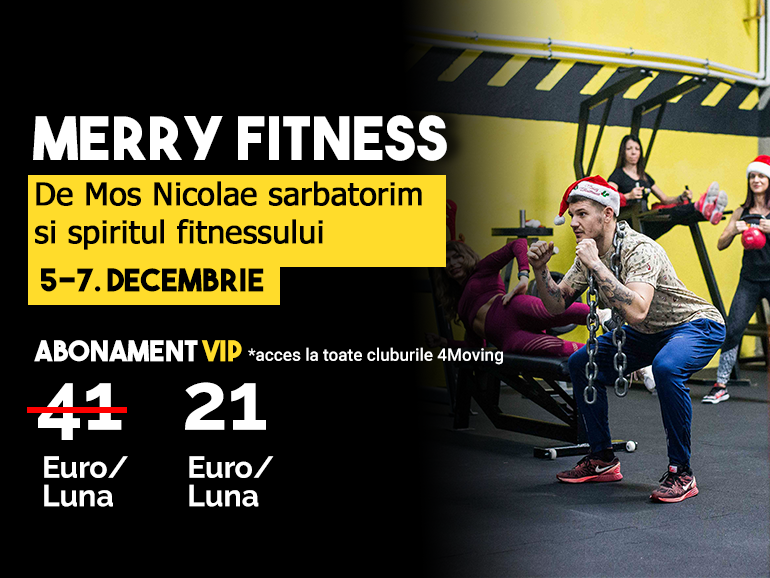 MERRY FITNESS
De Mos Nicolae sarbatorim
si spiritul fitnessului
5-7. DECEMBRIE
ABONAMENT VIP *acces la toate cluburile 4Moving
41 21
Euro/ Euro/
Luna Luna